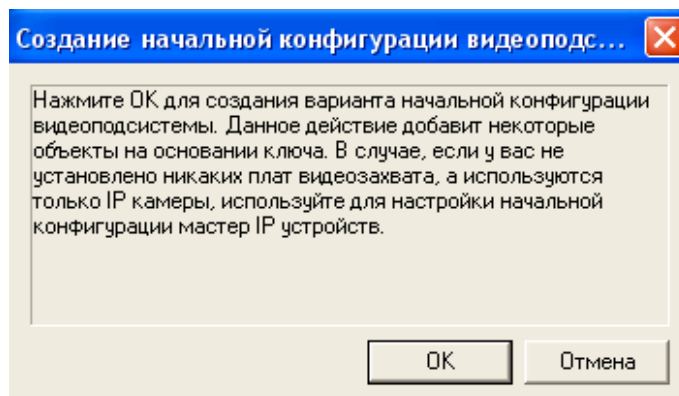 Создание начальной конфигурации видеоподс...
Нажмите ОК для создания варианта начальной конфигурации
видеоподсистемы. Данное действие добавит некоторые
объекты на основании ключа. В случае, если у вас не
установлено никаких плат видеозахвата, а используются
только IP камеры, используйте для настройки начальной
конфигурации мастер IP устройств.
ОК
Отмена